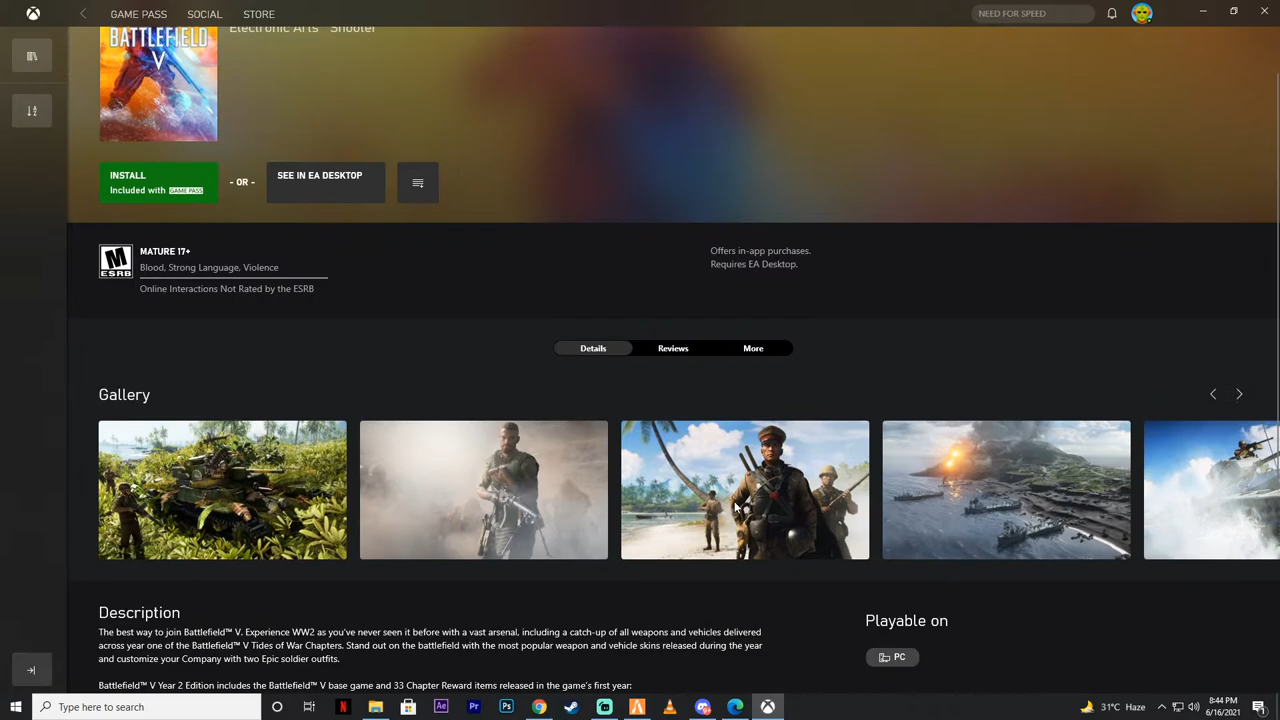 GAME PASS SOCIAL STORE NEED FOR SPEED
BATTLEFIELD
V
Electronic Arts Shooter
INSTALL
Included with GAME PASS
- OR -
SEE IN EA DESKTOP
M
ESRB
MATURE 17+
Blood, Strong Language, Violence
Online Interactions Not Rated by the ESRB
Offers in-app purchases.
Requires EA Desktop.
Details Reviews More
Gallery
Description
The best way to join Battlefield™ V. Experience WW2 as you've never seen it before with a vast arsenal, including a catch-up of all weapons and vehicles delivered
across year one of the Battlefield™ V Tides of War Chapters. Stand out on the battlefield with the most popular weapon and vehicle skins released during the year
and customize your Company with two Epic soldier outfits.
Battlefield™ V Year 2 Edition includes the Battlefield™ V base game and 33 Chapter Reward items released in the game's first year:
Playable on
PC
Type here to search
N
Ae
Pr
Ps
31°C Haze
8:44 PM
6/16/2021
1